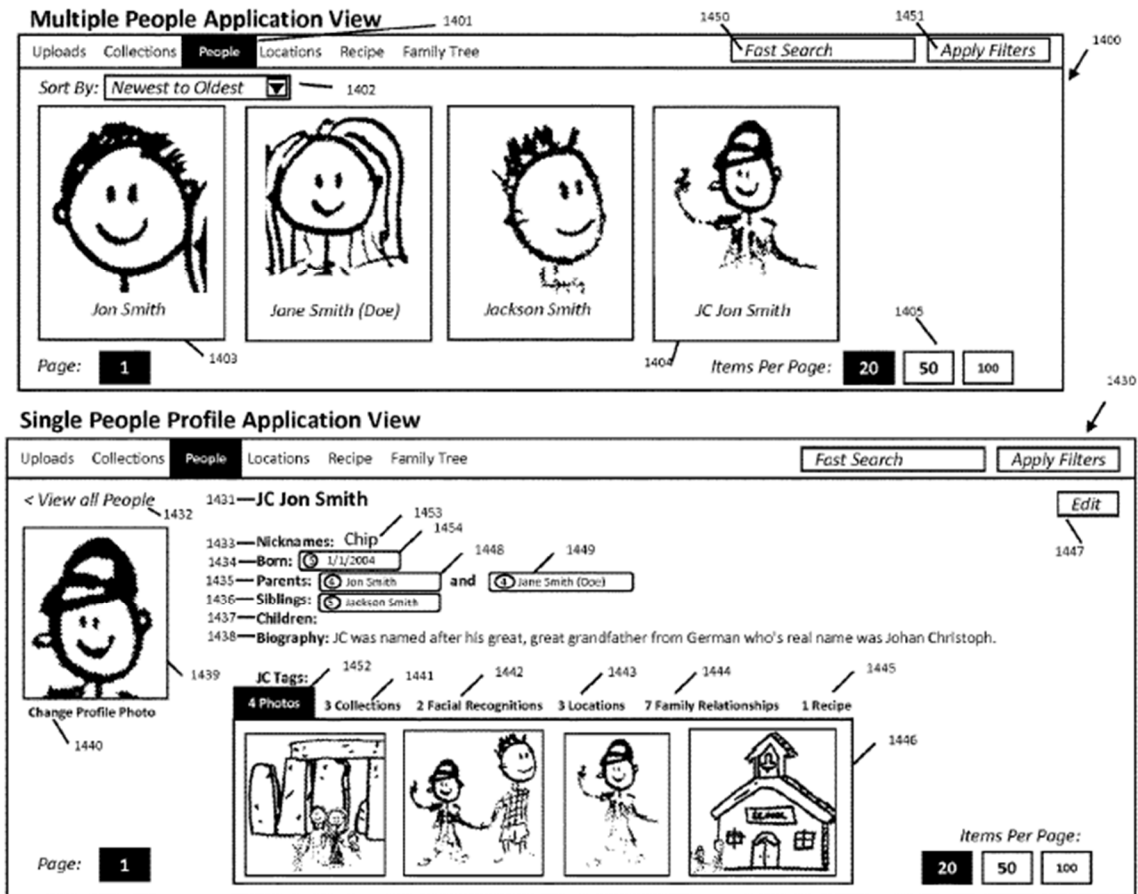 Multiple People Application View
1401
1450
1451
1400
Uploads Collections People Locations Recipe Family Tree Fast Search Apply Filters
Sort By: Newest to Oldest 1402
Jon Smith Jane Smith (Doe) Jackson Smith JC Jon Smith
1403
1404
1405
Page: 1 Items Per Page: 20 50 100
1430
Single People Profile Application View
Uploads Collections People Locations Recipe Family Tree Fast Search Apply Filters
< View all People 1431 JC Jon Smith Edit
1432
1447
1433 Nicknames: Chip 1453
1434 Born: 5 1/1/2004 1454
1435 Parents: 4 Jon Smith 1448 and 4 Jane Smith (Doe) 1449
1436 Siblings: 5 Jackson Smith
1437 Children:
1438 Biography: JC was named after his great, great grandfather from German who's real name was Johan Christoph.
1439
Change Profile Photo
1440
JC Tags: 1452 1441 1442 1443 1444 1445
4 Photos 3 Collections 2 Facial Recognitions 3 Locations 7 Family Relationships 1 Recipe
1446
Page: 1 Items Per Page: 20 50 100